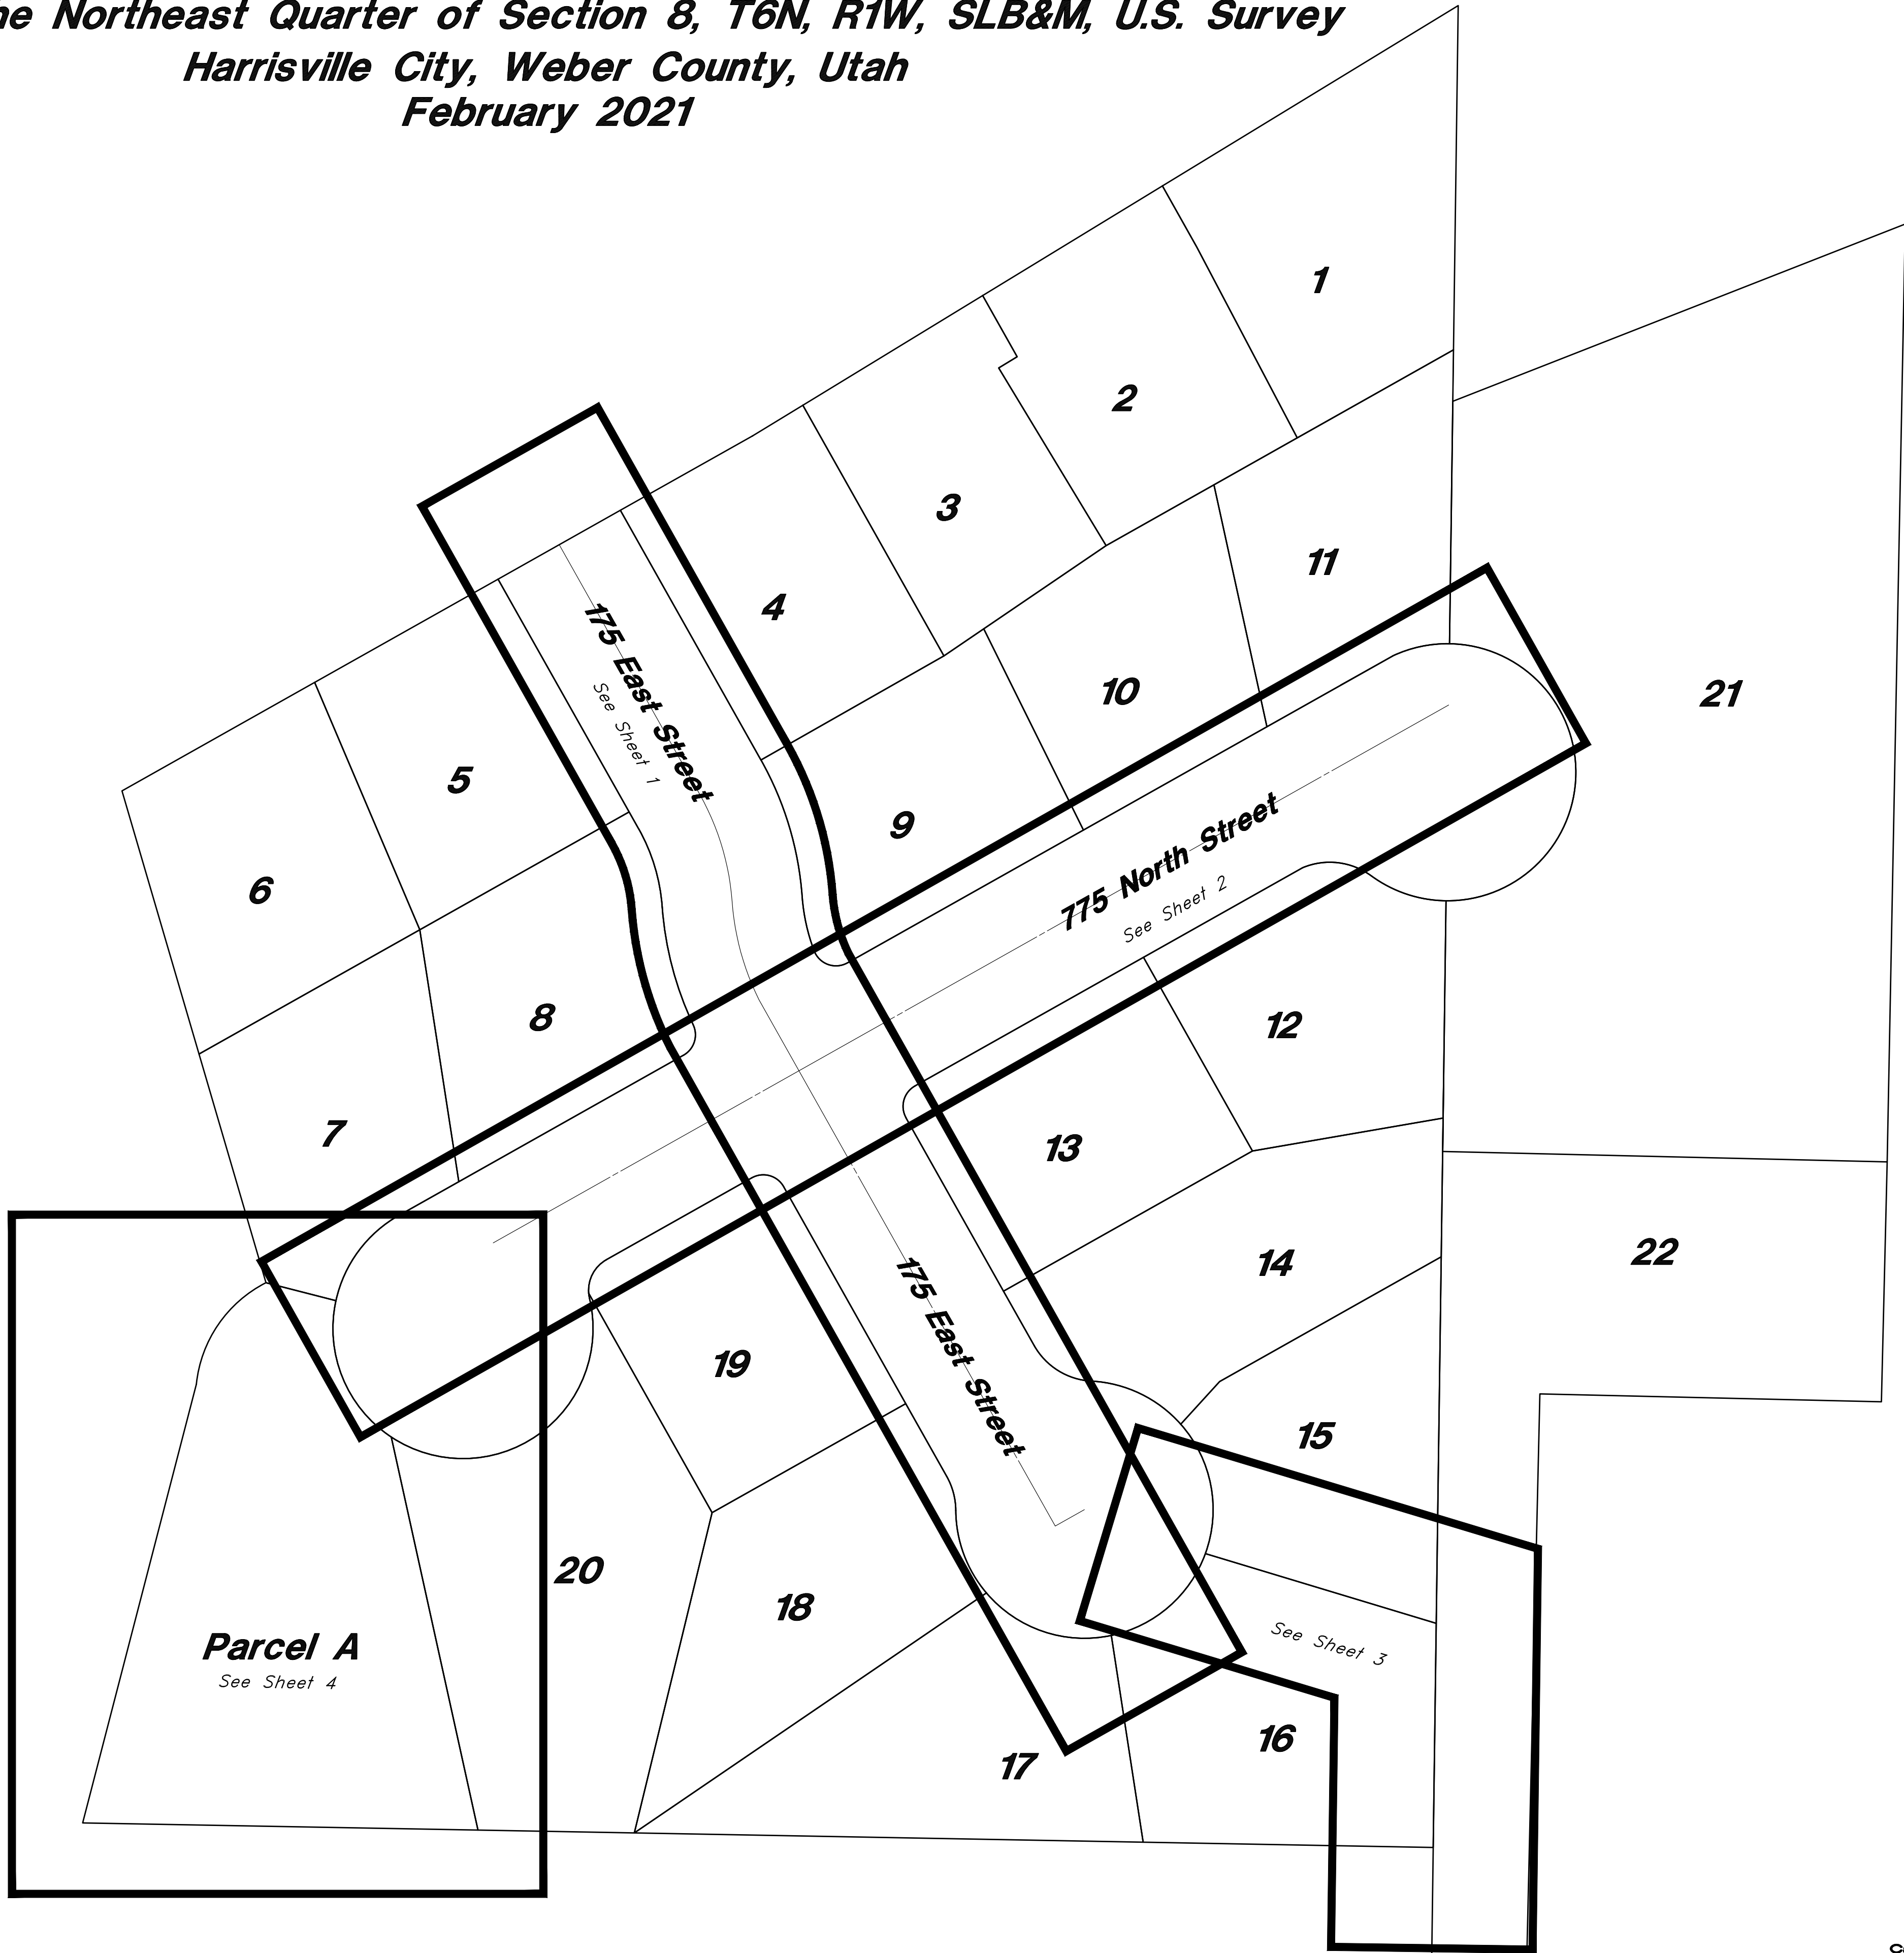 Northeast Quarter of Section 8, T6N, R1W, SLB&M, U.S. Survey
Harrisville City, Weber County, Utah
February 2021
1
2
3
4
5
6
7
8
9
10
11
21
175 East Street
See Sheet 1
775 North Street
See Sheet 2
12
13
14
22
15
19
175 East Street
20
18
See Sheet 3
Parcel A
See Sheet 4
16
17